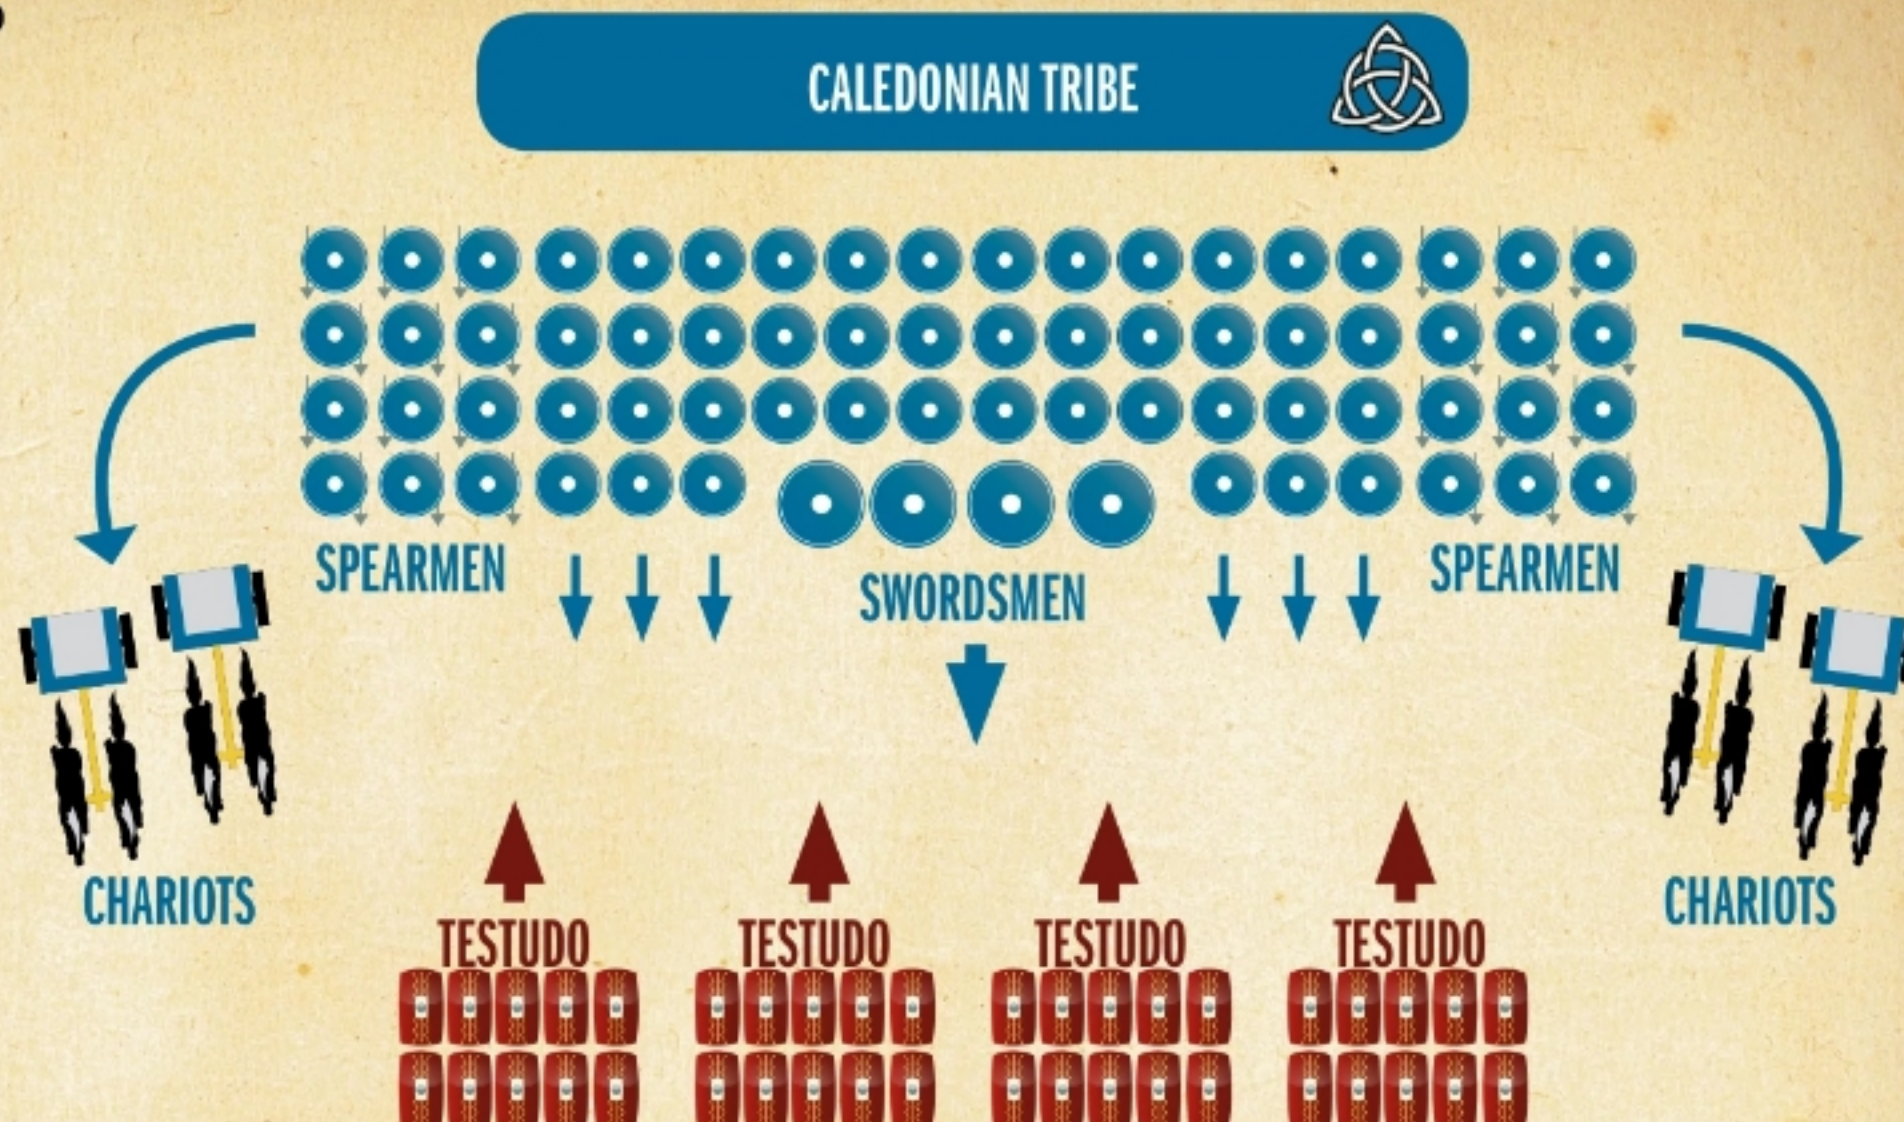 CALEDONIAN TRIBE
SPEARMEN
SWORDSMEN
SPEARMEN
CHARIOTS
CHARIOTS
TESTUDO
TESTUDO
TESTUDO
TESTUDO